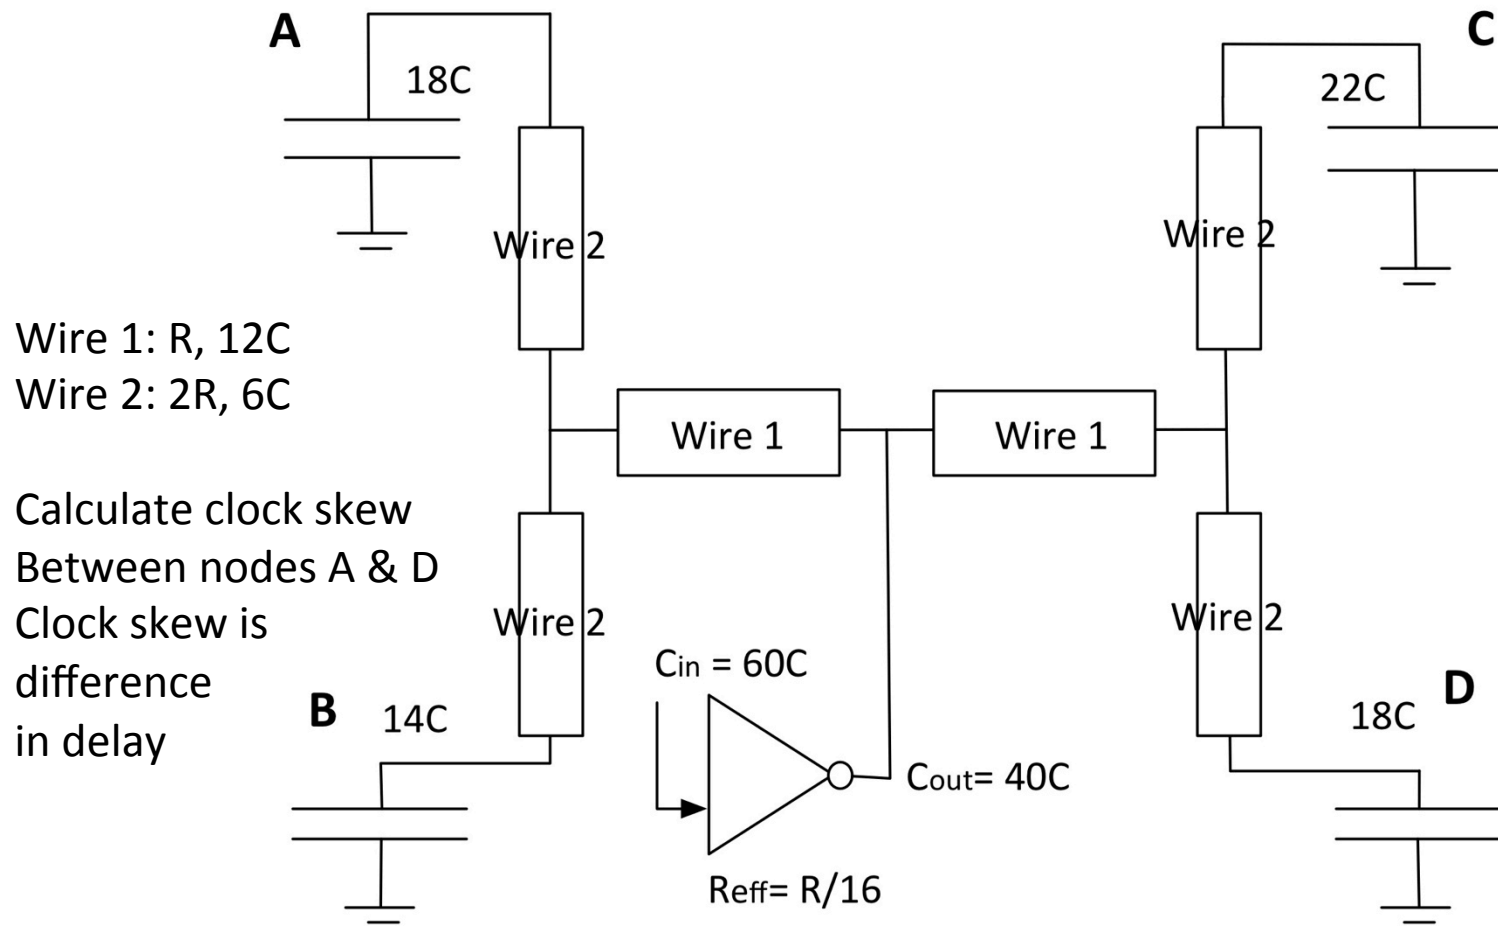 A
18C
C
22C
Wire 2
Wire 2
Wire 1: R, 12C
Wire 2: 2R, 6C
Wire 1
Wire 1
Calculate clock skew
Between nodes A & D
Clock skew is
difference
in delay
Wire 2
Wire 2
Cin = 60C
B
14C
D
18C
Cout= 40C
Reff= R/16